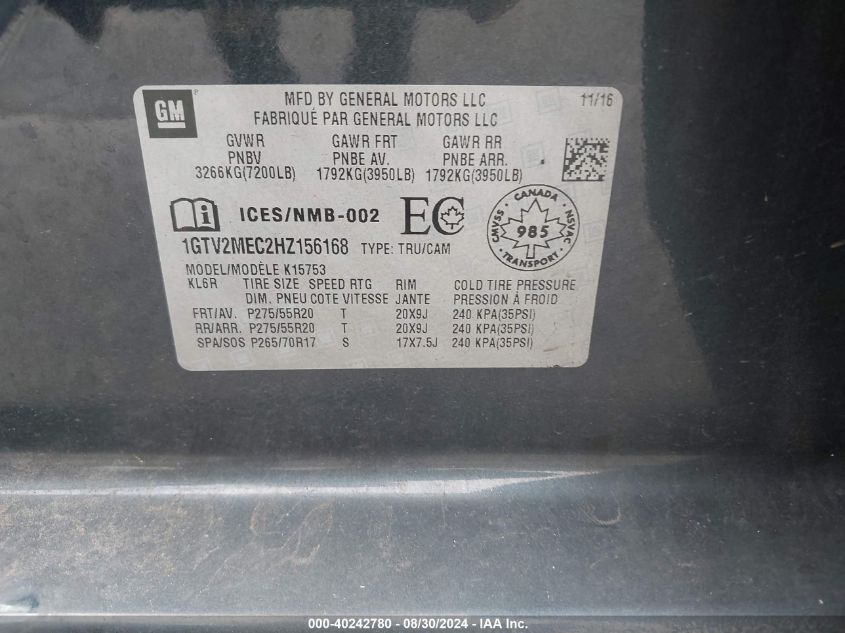 GM
MFD BY GENERAL MOTORS LLC 11/16
FABRIQUÉ PAR GENERAL MOTORS LLC
GVWR GAWR FRT GAWR RR
PNBV PNBE AV. PNBE ARR.
3266KG(7200LB) 1792KG(3950LB) 1792KG(3950LB)
ICES/NMB-002 EC
CANADA
CMVSS 985 NSVAC
TRANSPORT
1GTV2MEC2HZ156168 TYPE: TRU/CAM
MODEL/MODÈLE K15753
KL6R TIRE SIZE SPEED RTG RIM COLD TIRE PRESSURE
DIM. PNEU COTE VITESSE JANTE PRESSION À FROID
FRT/AV. P275/55R20 T 20X9J 240 KPA(35PSI)
RR/ARR. P275/55R20 T 20X9J 240 KPA(35PSI)
SPA/SOS P265/70R17 S 17X7.5J 240 KPA(35PSI)
000-40242780 - 08/30/2024 - IAA Inc.